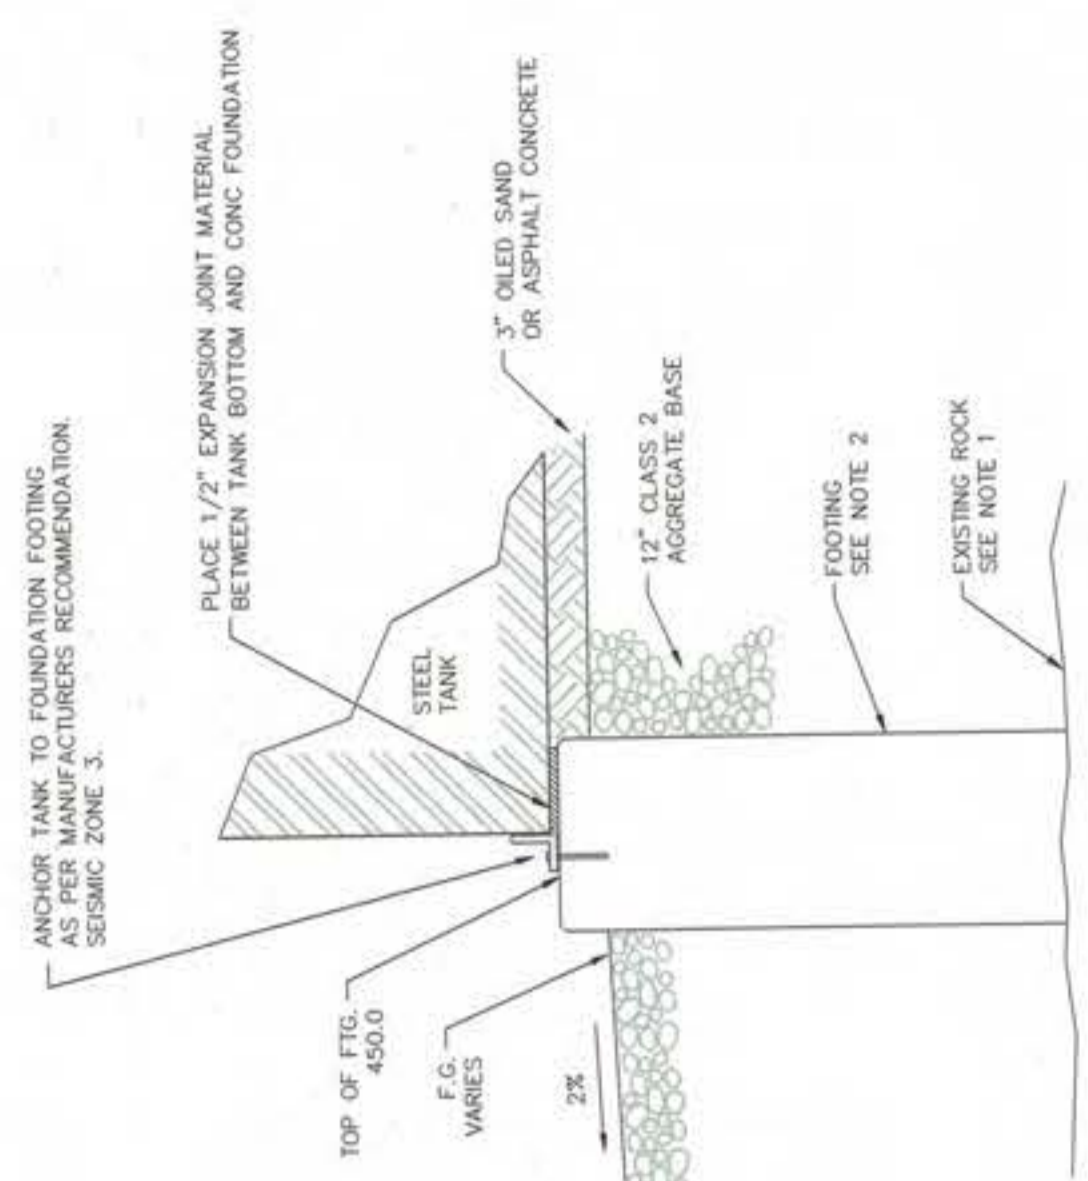 ANCHOR TANK TO FOUNDATION FOOTING
AS PER MANUFACTURERS RECOMMENDATION.
SEISMIC ZONE 3.
PLACE 1/2" EXPANSION JOINT MATERIAL
BETWEEN TANK BOTTOM AND CONC FOUNDATION
STEEL
TANK
TOP OF FTG.
450.0
F.G.
VARIES
2%
3" OILED SAND
OR ASPHALT CONCRETE
12" CLASS 2
AGGREGATE BASE
FOOTING
SEE NOTE 2
EXISTING ROCK
SEE NOTE 1